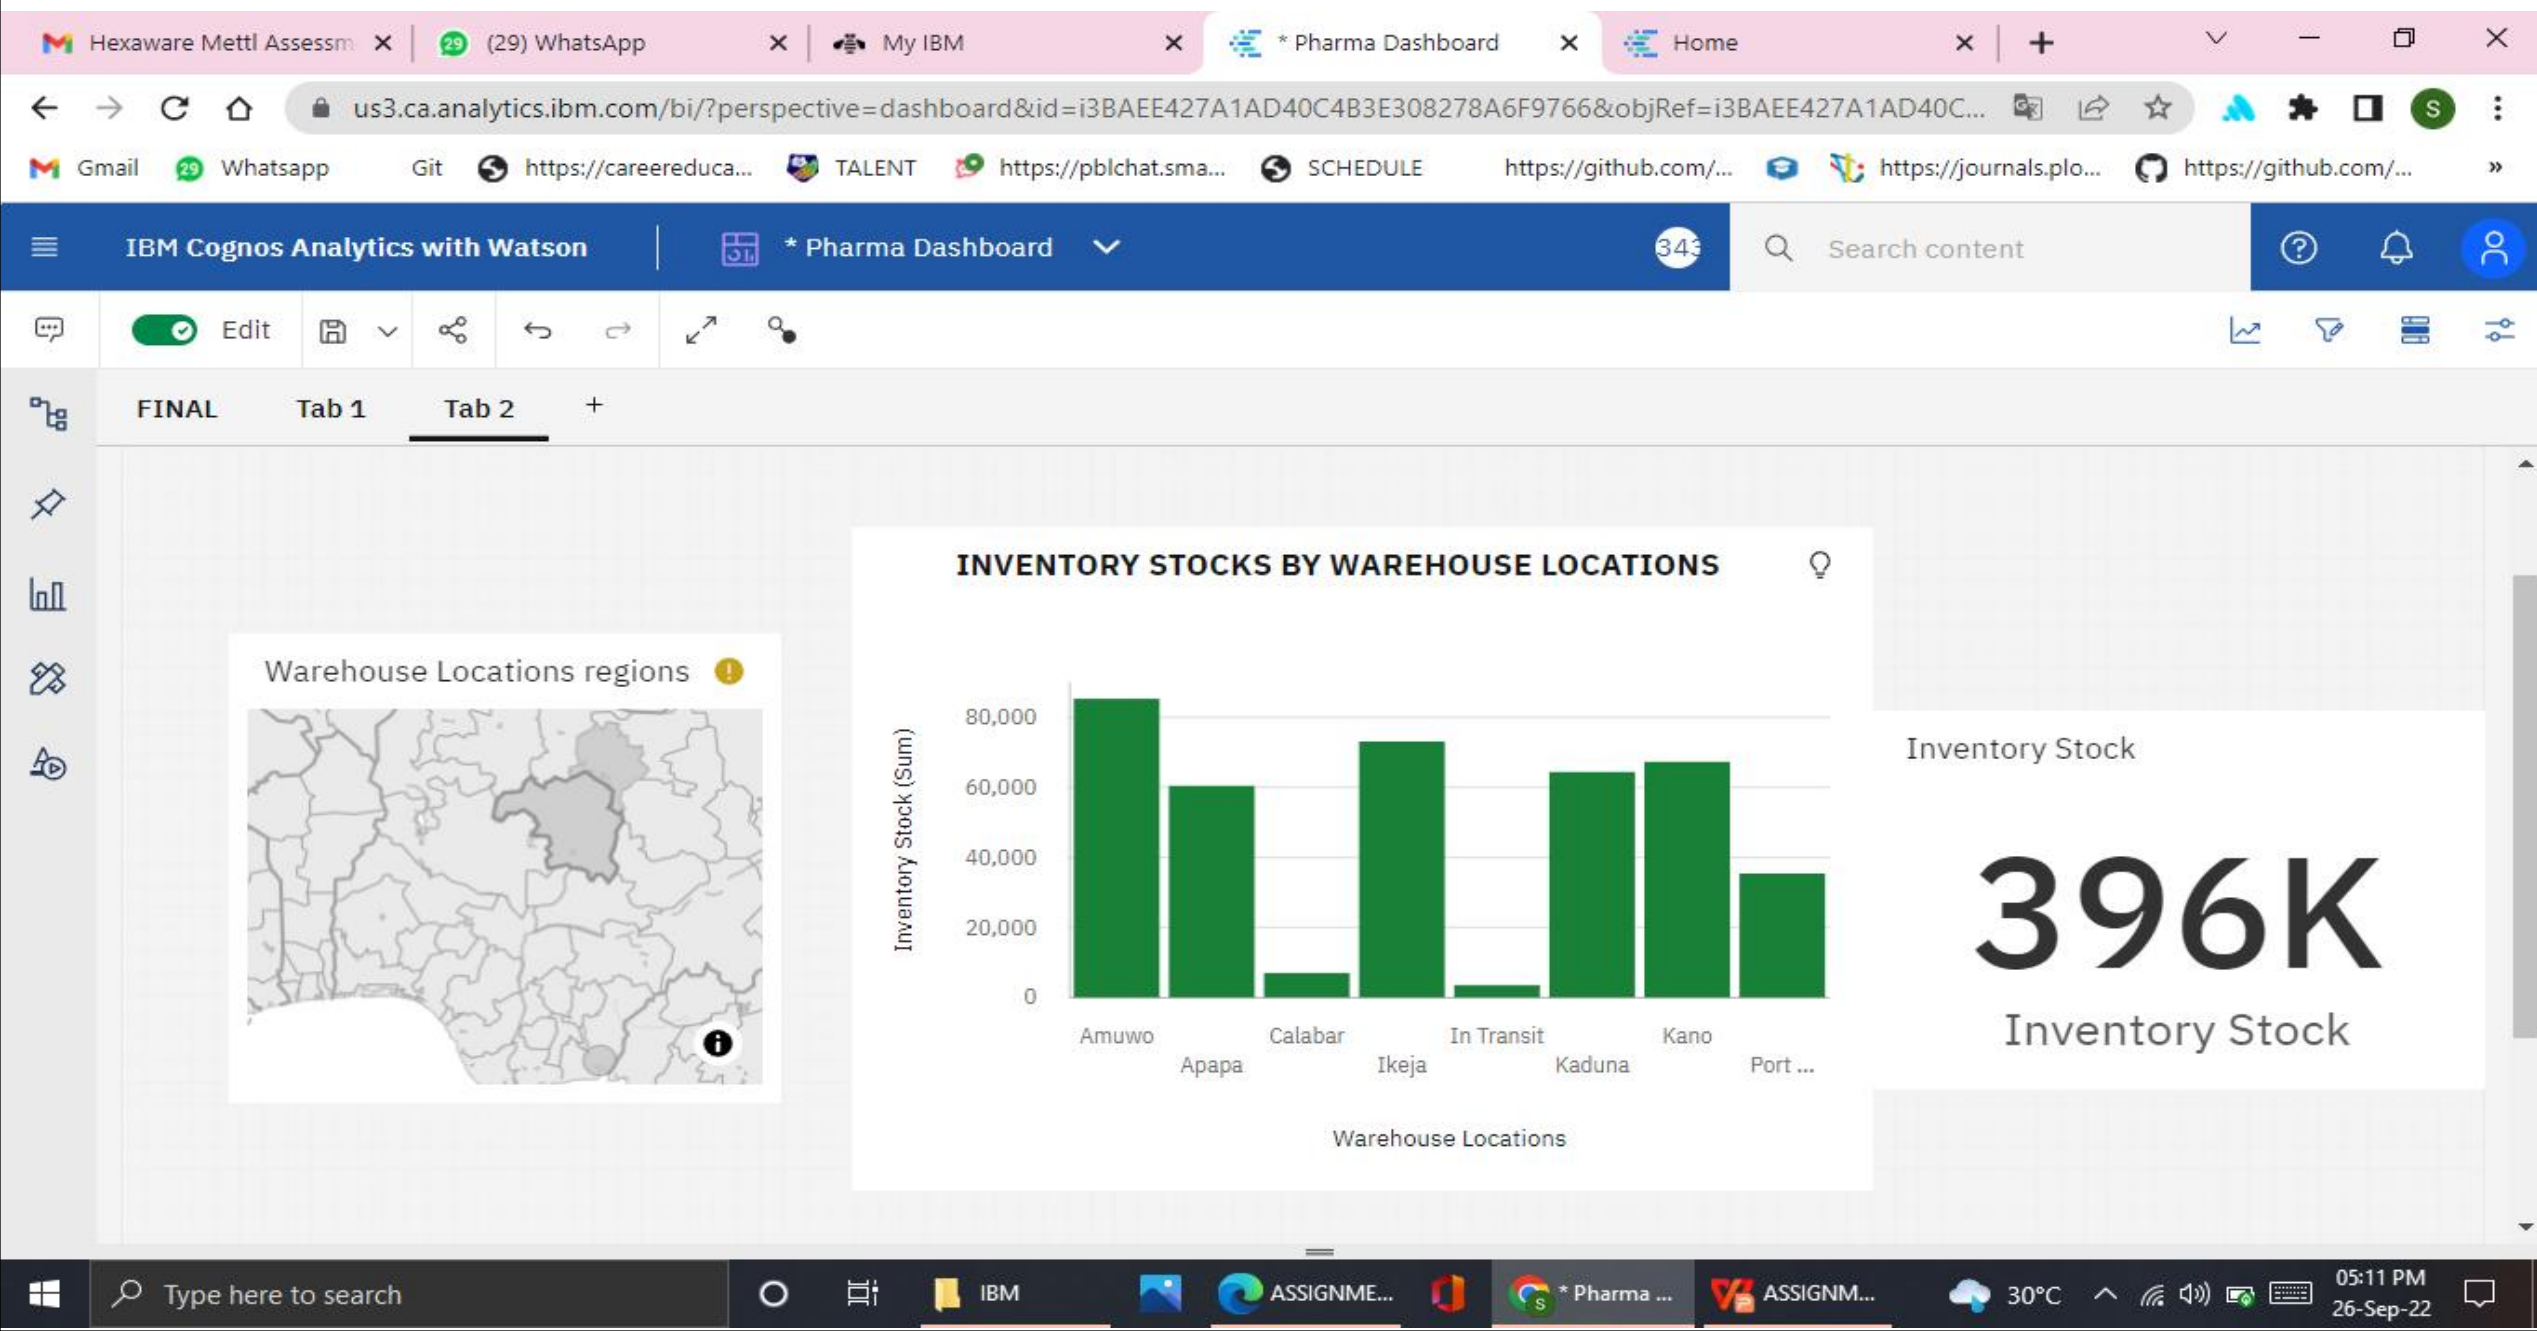 Hexaware Mettl Assessm
(29) WhatsApp
My IBM
* Pharma Dashboard
Home
us3.ca.analytics.ibm.com/bi/?perspective=dashboard&id=i3BAEE427A1AD40C4B3E308278A6F9766&objRef=i3BAEE427A1AD40C...
S
Gmail
29 Whatsapp
Git
https://careereduca...
TALENT
https://pblchat.sma...
SCHEDULE
https://github.com/...
https://journals.plo...
https://github.com/...
»
IBM Cognos Analytics with Watson
* Pharma Dashboard
343
Search content
Edit
FINAL
Tab 1
Tab 2
+
INVENTORY STOCKS BY WAREHOUSE LOCATIONS
Warehouse Locations regions
Inventory Stock (Sum)
80,000
60,000
40,000
20,000
0
Amuwo
Apapa
Calabar
Ikeja
In Transit
Kaduna
Kano
Port ...
Warehouse Locations
Inventory Stock
396K
Inventory Stock
Type here to search
IBM
ASSIGNME...
* Pharma ...
ASSIGNM...
30°C
05:11 PM
26-Sep-22